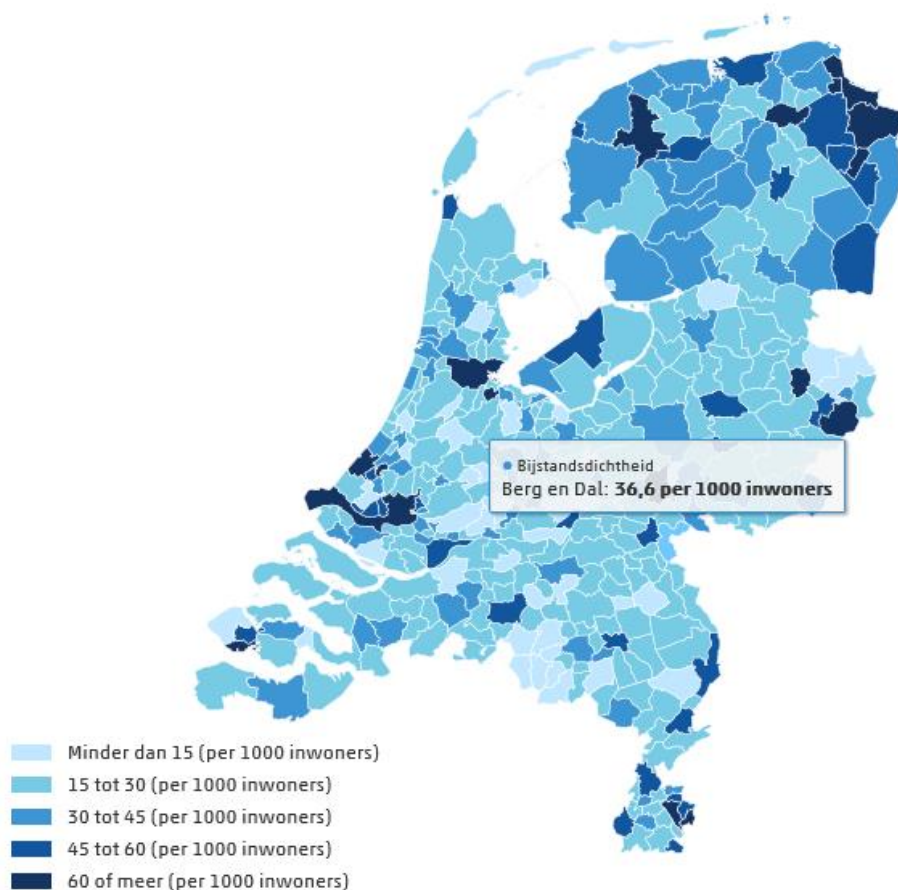 Bijstandsdichtheid
Berg en Dal: 36,6 per 1000 inwoners
Minder dan 15 (per 1000 inwoners)
15 tot 30 (per 1000 inwoners)
30 tot 45 (per 1000 inwoners)
45 tot 60 (per 1000 inwoners)
60 of meer (per 1000 inwoners)